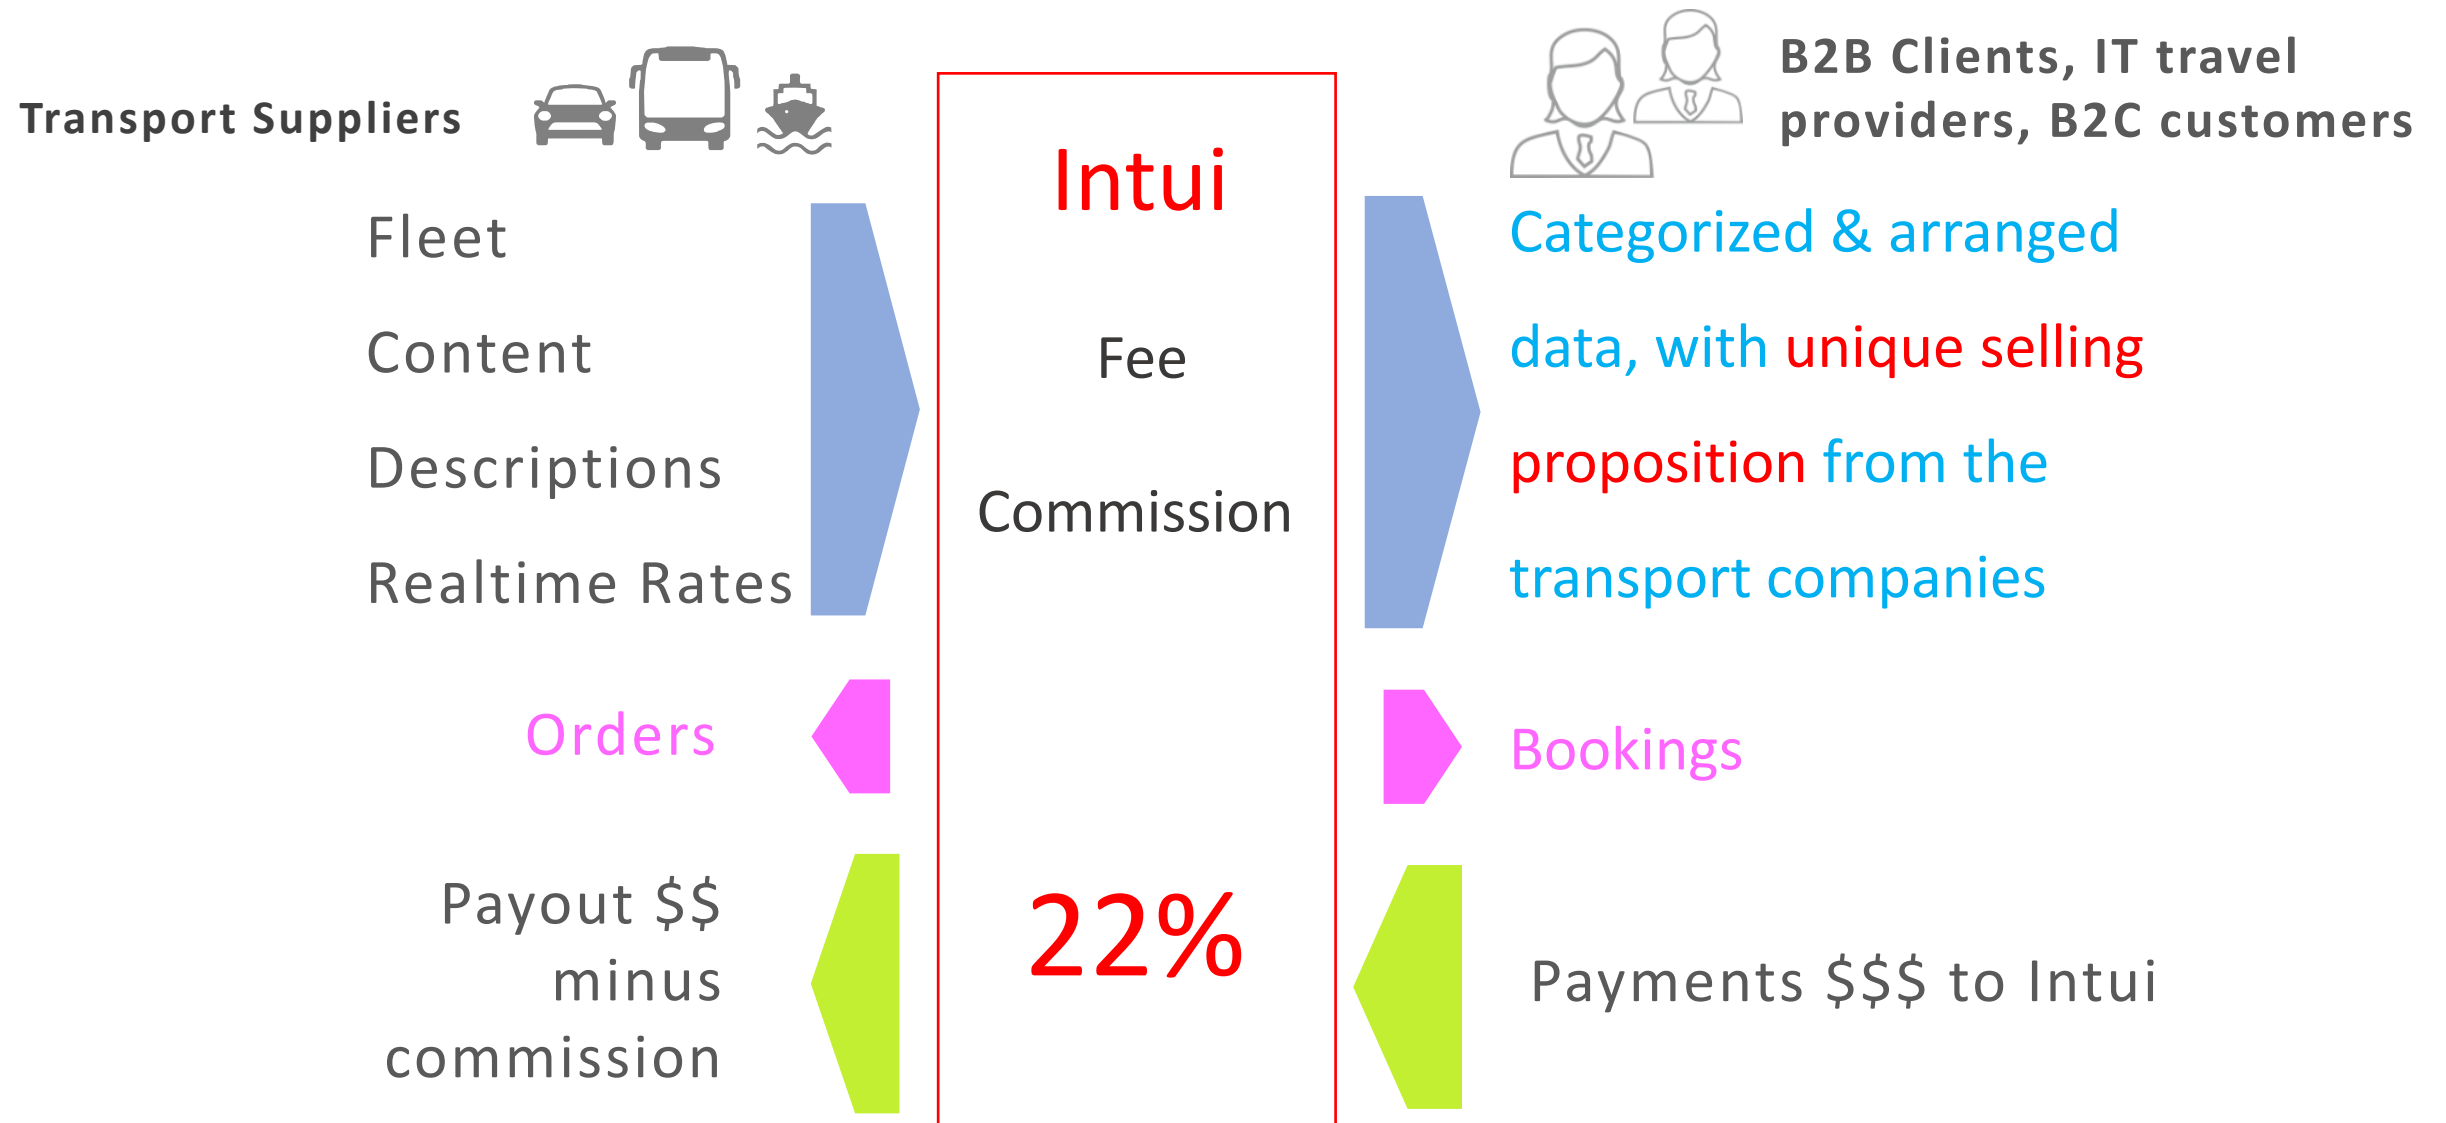 Transport Suppliers
Fleet
Content
Descriptions
Realtime Rates
Orders
Payout $$
minus
commission
Intui
Fee
Commission
22%
B2B Clients, IT travel
providers, B2C customers
Categorized & arranged
data, with unique selling
proposition from the
transport companies
Bookings
Payments $$$ to Intui